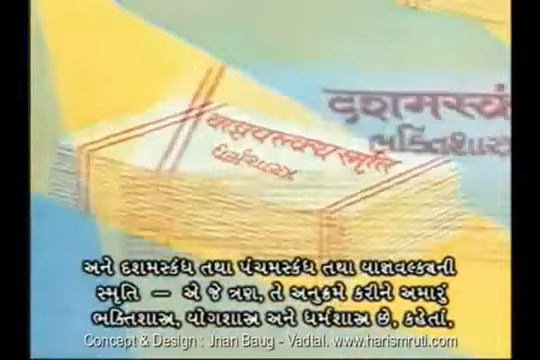 દશમસ્કં
ભક્તિશાસ્ત્ર
યાજ્ઞવલ્ક્ય સ્મૃતિ
ધર્મશાસ્ત્ર
અને દશમસ્કંધ તથા પંચમસ્કંધ તથા યાજ્ઞવલ્ક્યની
સ્મૃતિ — એ જે ત્રણ, તે અનુક્રમે કરીને અમારું
ભક્તિશાસ્ત્ર, યોગશાસ્ત્ર અને ધર્મશાસ્ત્ર છે, કહેતાં,
Concept & Design : Jnan Baug - Vadtal. www.harismruti.com